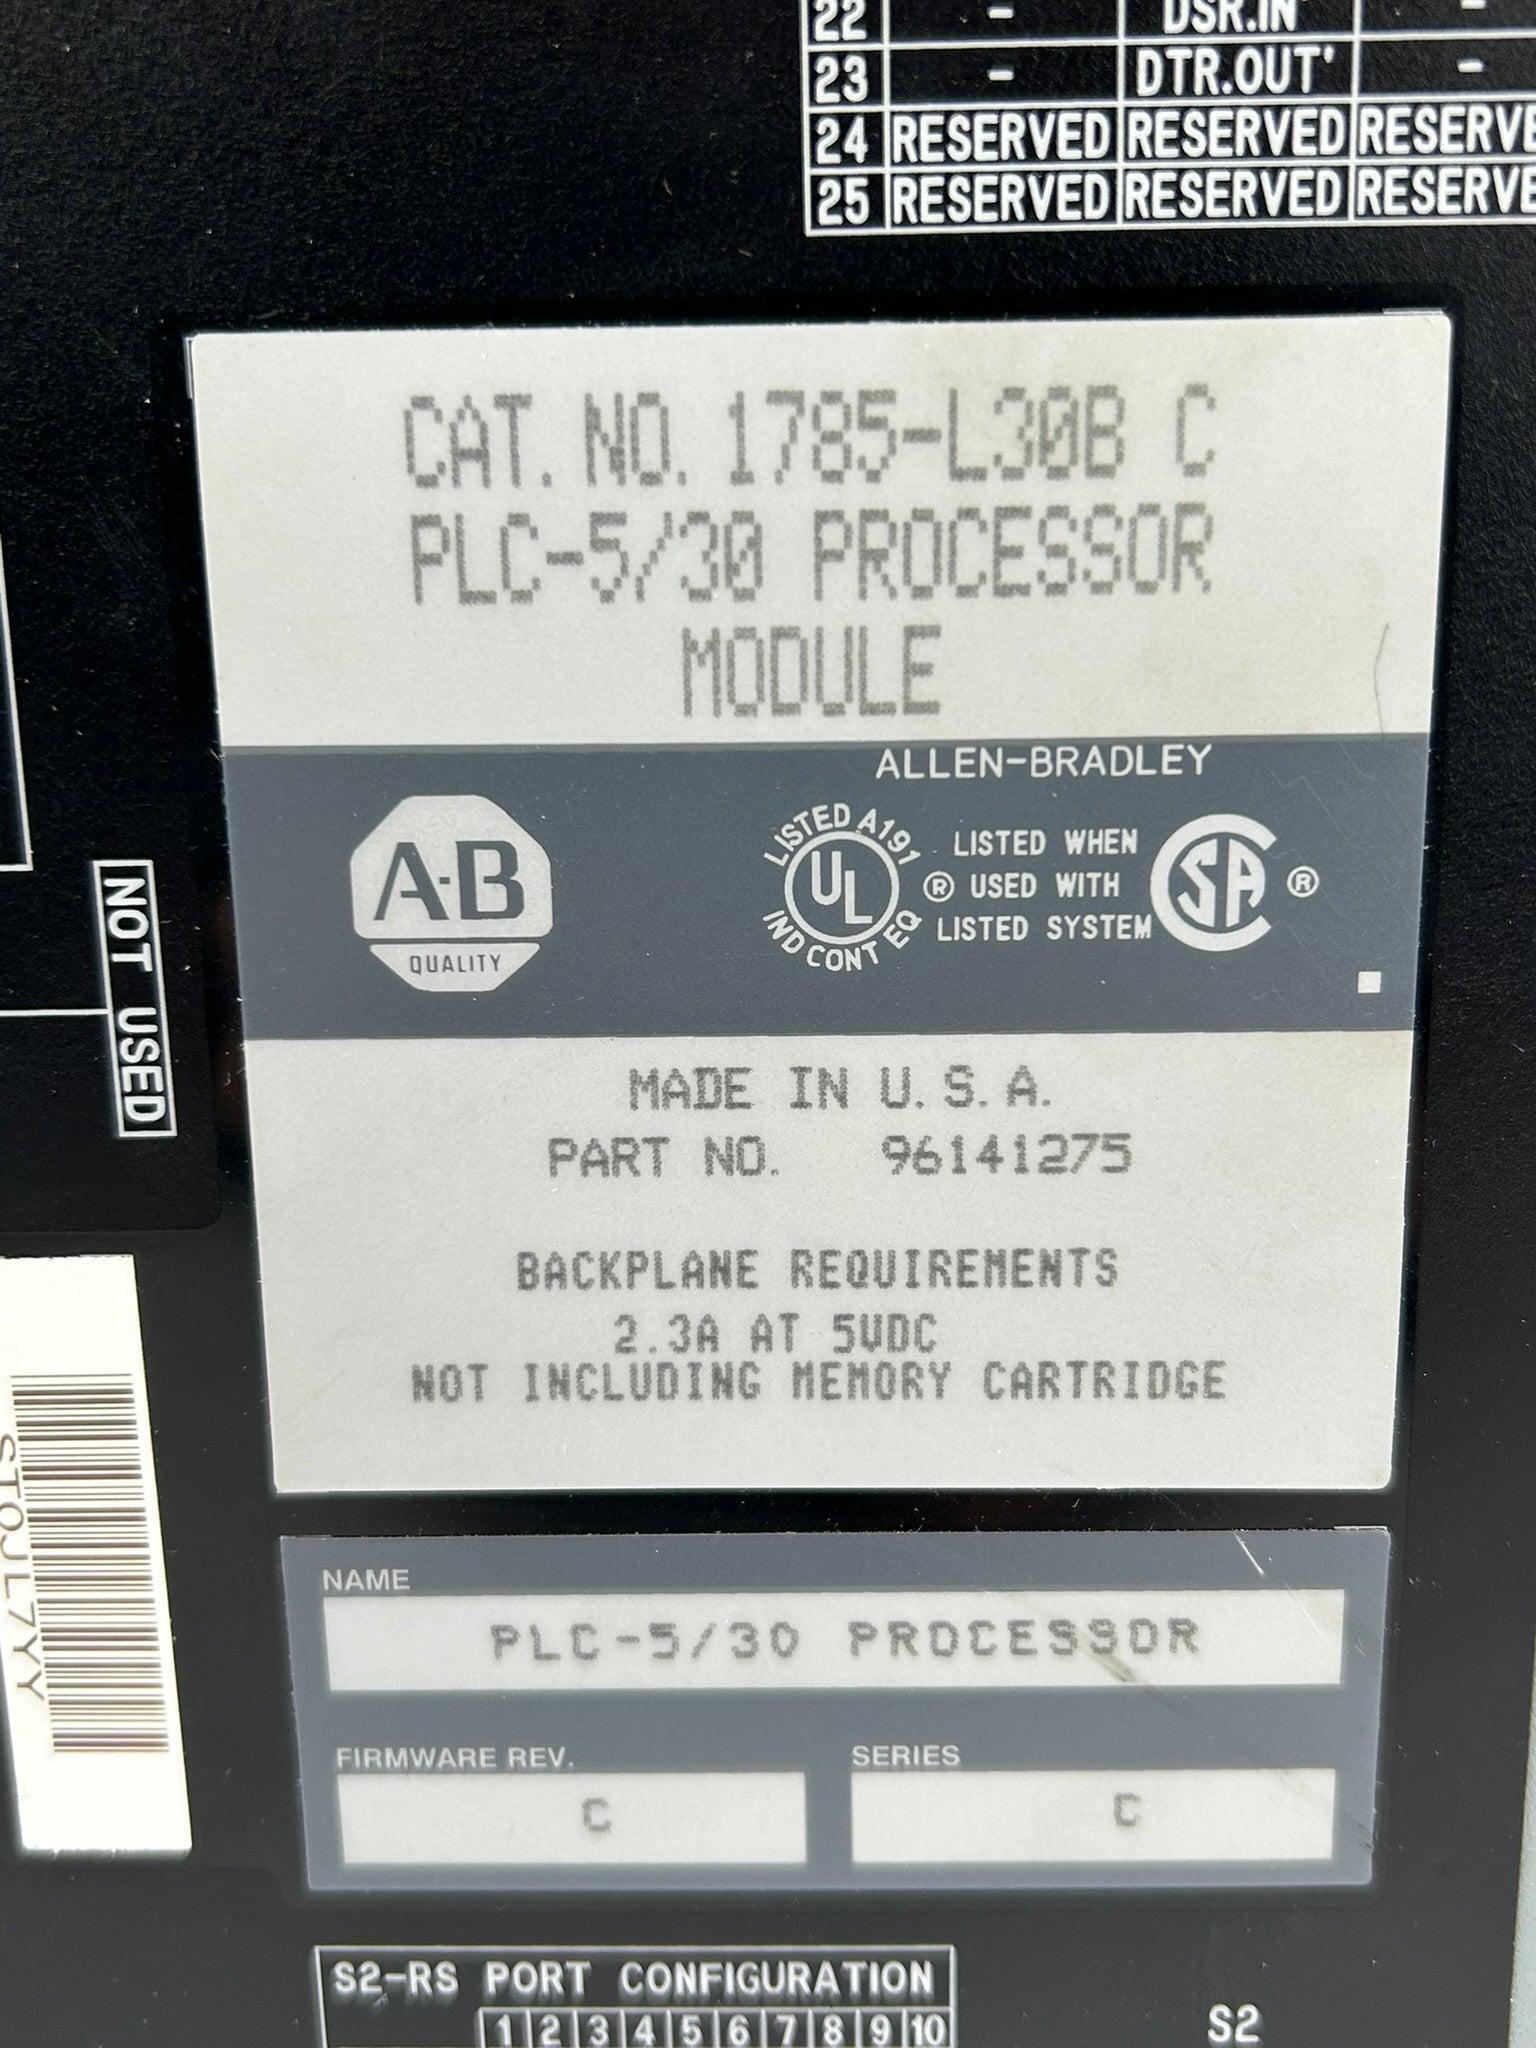 22 - DSR.IN' -
23 - DTR.OUT' -
24 RESERVED RESERVED RESERVE
25 RESERVED RESERVED RESERVE
CAT. NO. 1785-L30B C
PLC-5/30 PROCESSOR
MODULE
ALLEN-BRADLEY
A-B
QUALITY
LISTED A191
UL
IND CONT EQ
®
LISTED WHEN
USED WITH
LISTED SYSTEM
SA ®
MADE IN U.S.A.
PART NO. 96141275
BACKPLANE REQUIREMENTS
2.3A AT 5VDC
NOT INCLUDING MEMORY CARTRIDGE
NOT USED
ST0JL7YY
NAME
PLC-5/30 PROCESSOR
FIRMWARE REV.
C
SERIES
C
S2-RS PORT CONFIGURATION
1 2 3 4 5 6 7 8 9 10
S2